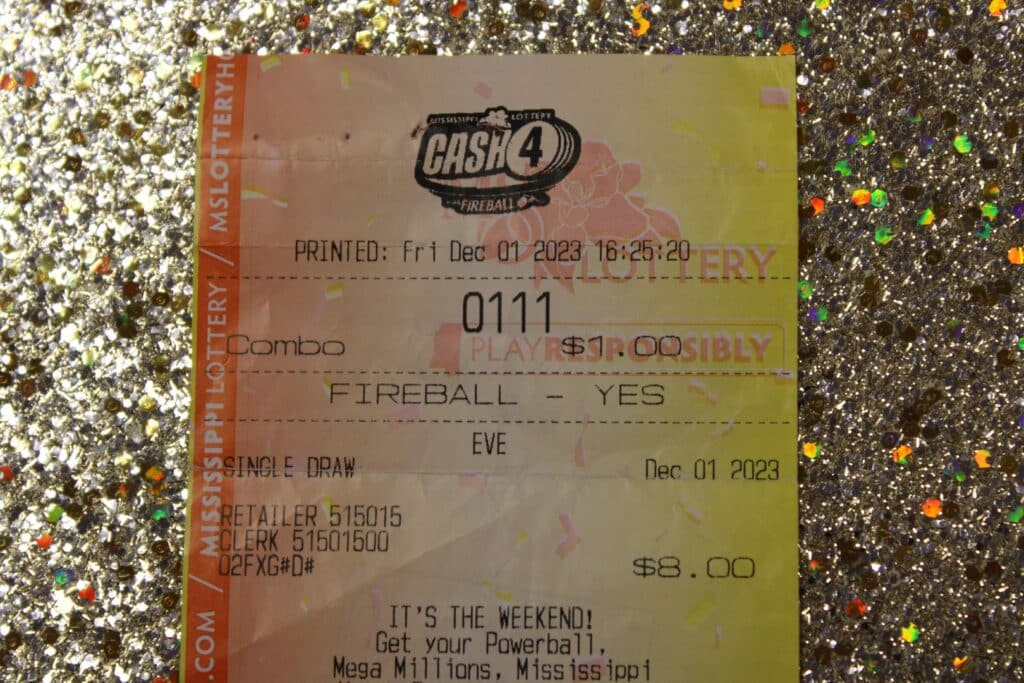 MISSISSIPPI LOTTERY
CASH 4
FIREBALL
PRINTED: Fri Dec 01 2023 16:25:20
LOTTERY
0111
Combo $1.00
PLAY RESPONSIBLY
FIREBALL - YES
EVE
SINGLE DRAW Dec 01 2023
RETAILER 515015
CLERK 51501500
02FXG#D# $8.00
IT'S THE WEEKEND!
Get your Powerball,
Mega Millions, Mississippi
.COM / MISSISSIPPI LOTTERY / MSLOTTERYHO